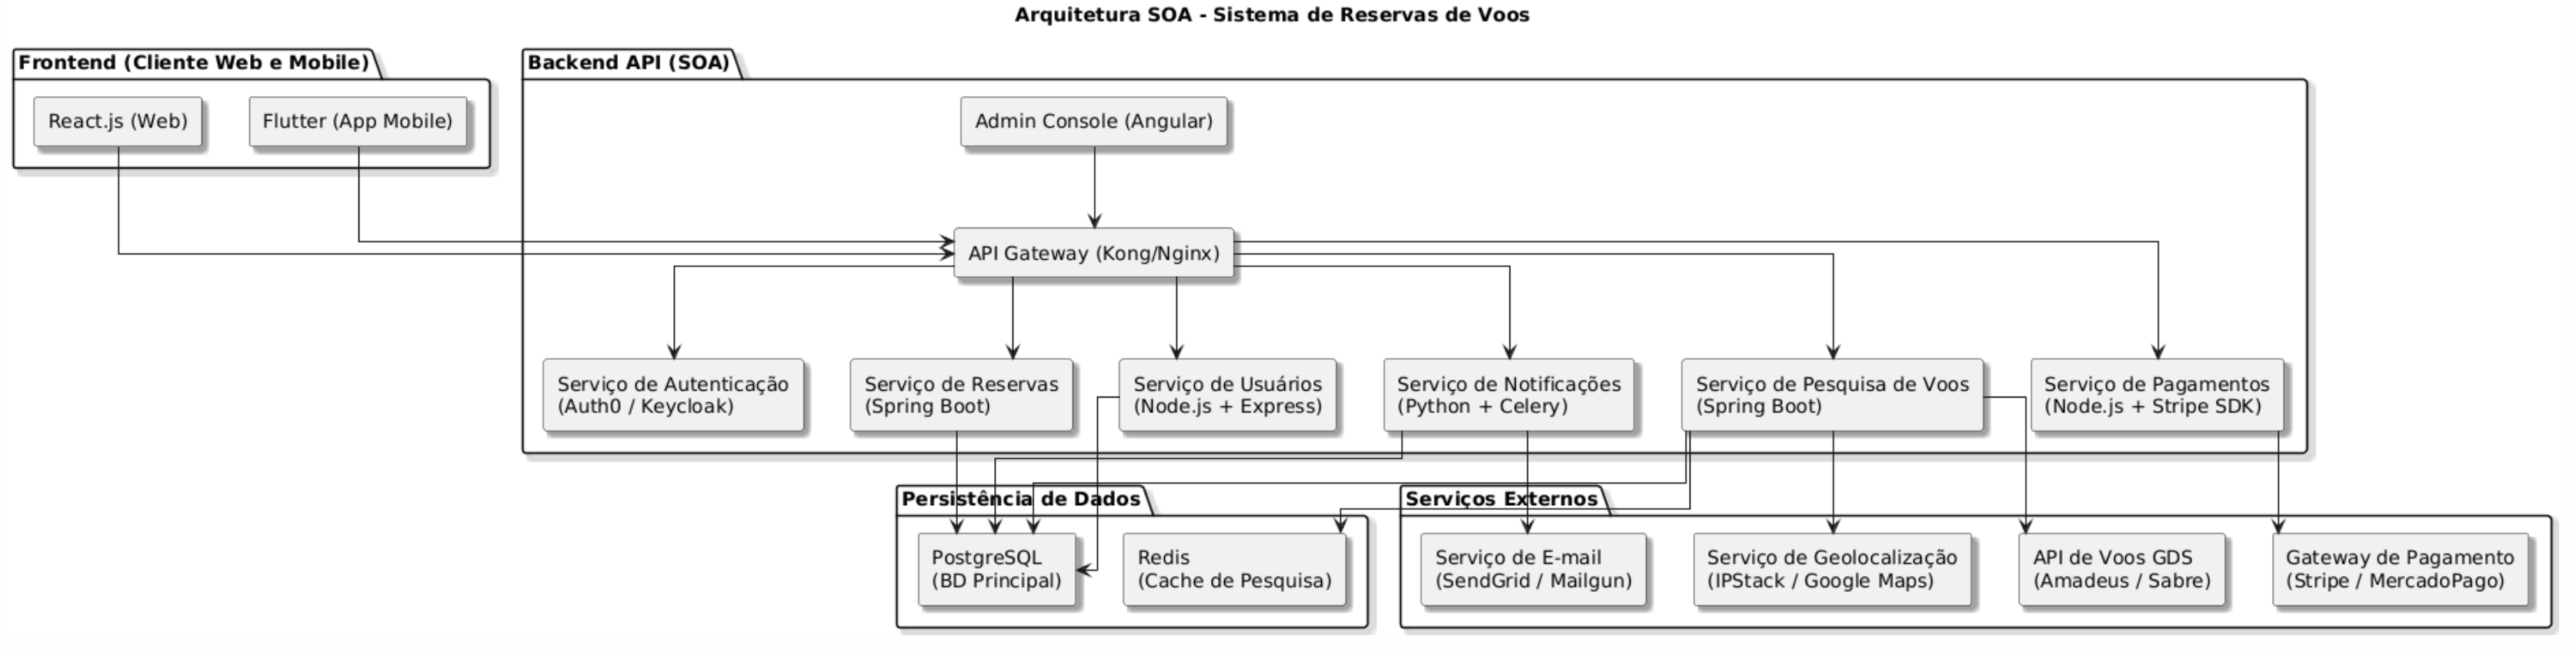 Arquitetura SOA - Sistema de Reservas de Voos
Frontend (Cliente Web e Mobile)
React.js (Web)
Flutter (App Mobile)
Backend API (SOA)
Admin Console (Angular)
API Gateway (Kong/Nginx)
Serviço de Autenticação
(Auth0 / Keycloak)
Serviço de Reservas
(Spring Boot)
Serviço de Usuários
(Node.js + Express)
Serviço de Notificações
(Python + Celery)
Serviço de Pesquisa de Voos
(Spring Boot)
Serviço de Pagamentos
(Node.js + Stripe SDK)
Persistência de Dados
PostgreSQL
(BD Principal)
Redis
(Cache de Pesquisa)
Serviços Externos
Serviço de E-mail
(SendGrid / Mailgun)
Serviço de Geolocalização
(IPStack / Google Maps)
API de Voos GDS
(Amadeus / Sabre)
Gateway de Pagamento
(Stripe / MercadoPago)